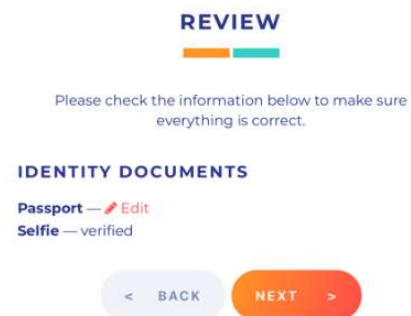 REVIEW
Please check the information below to make sure
everything is correct.
IDENTITY DOCUMENTS
Passport — Edit
Selfie — verified
< BACK
NEXT >